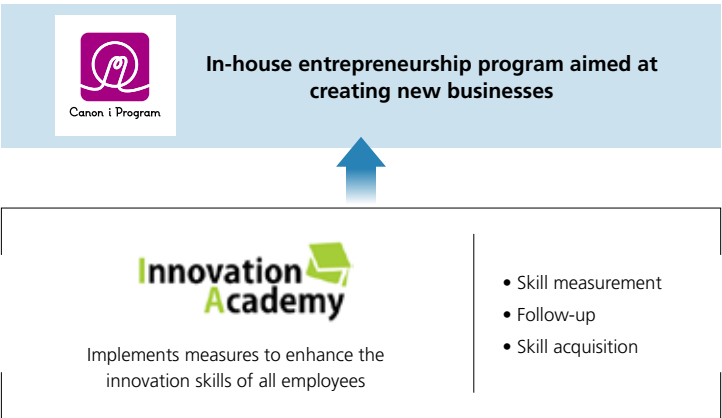 Canon i Program
In-house entrepreneurship program aimed at
creating new businesses
Innovation
Academy
Implements measures to enhance the
innovation skills of all employees
• Skill measurement
• Follow-up
• Skill acquisition